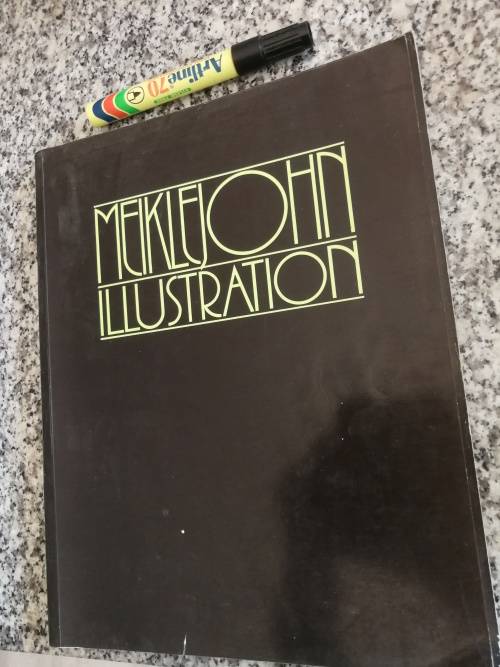 Artline 70
MEIKLEJOHN
ILLUSTRATION